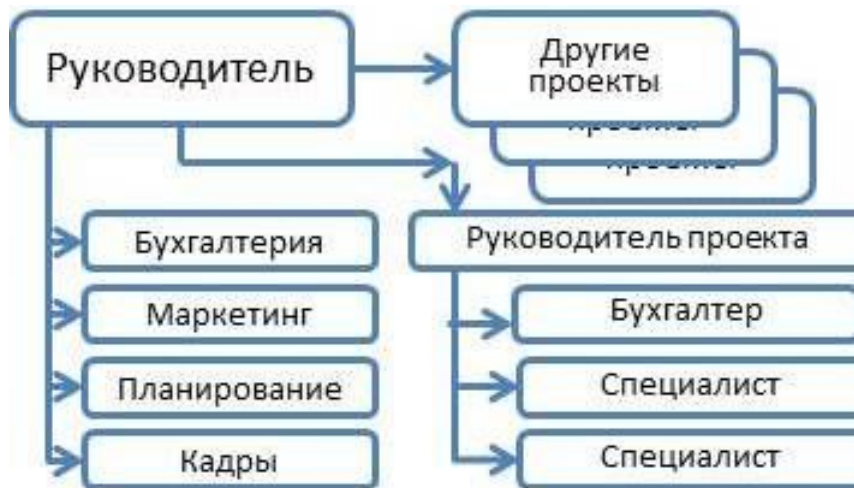 Руководитель
Другие
проекты
Бухгалтерия
Маркетинг
Планирование
Кадры
Руководитель проекта
Бухгалтер
Специалист
Специалист